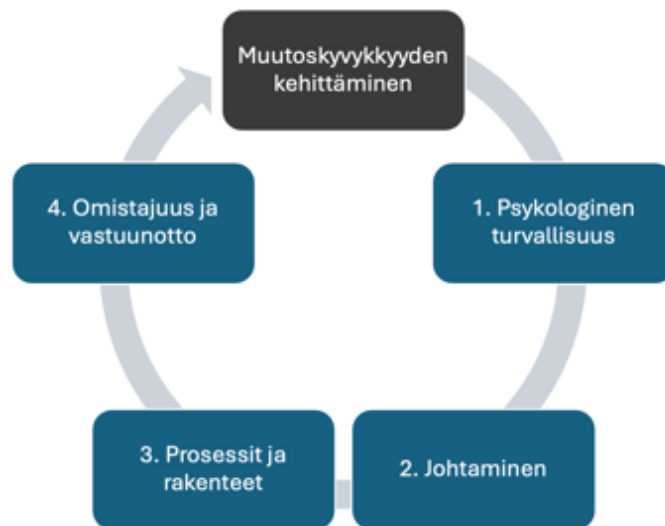 Muutoskyvykkyyden
kehittäminen
1. Psykologinen
turvallisuus
2. Johtaminen
3. Prosessit ja
rakenteet
4. Omistajuus ja
vastuunotto